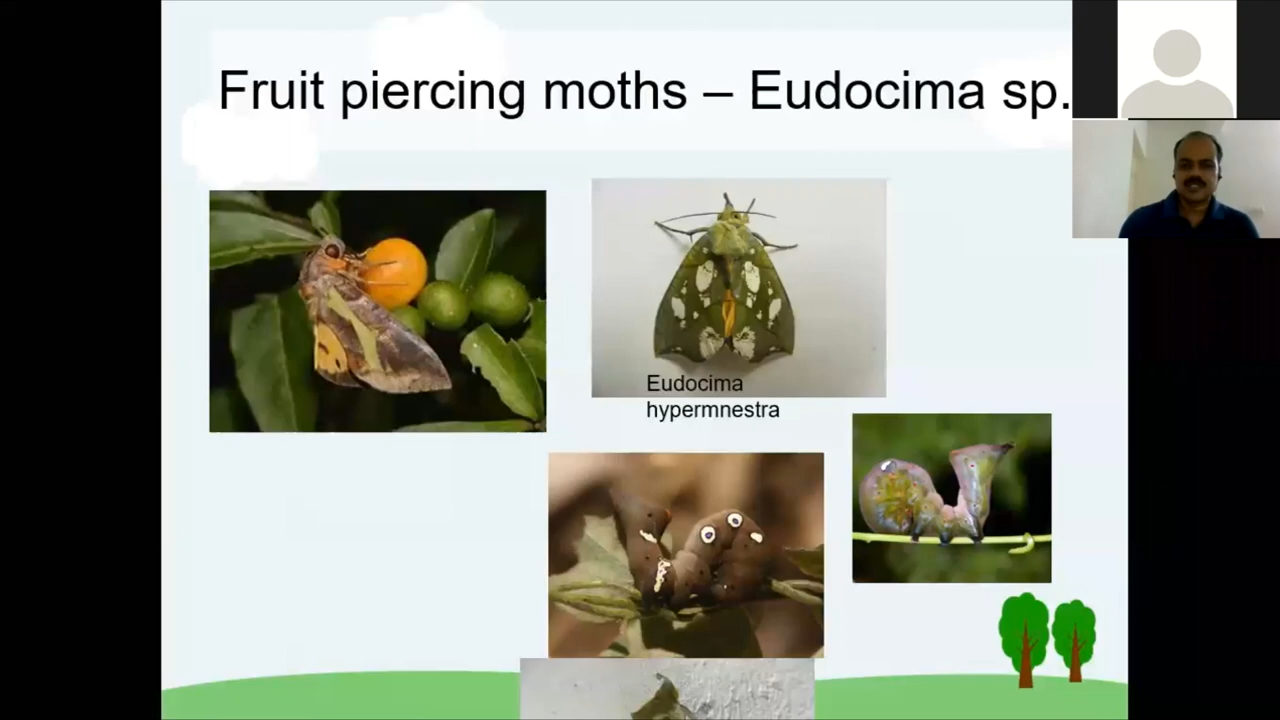 Fruit piercing moths – Eudocima sp.
Eudocima
hypermnestra